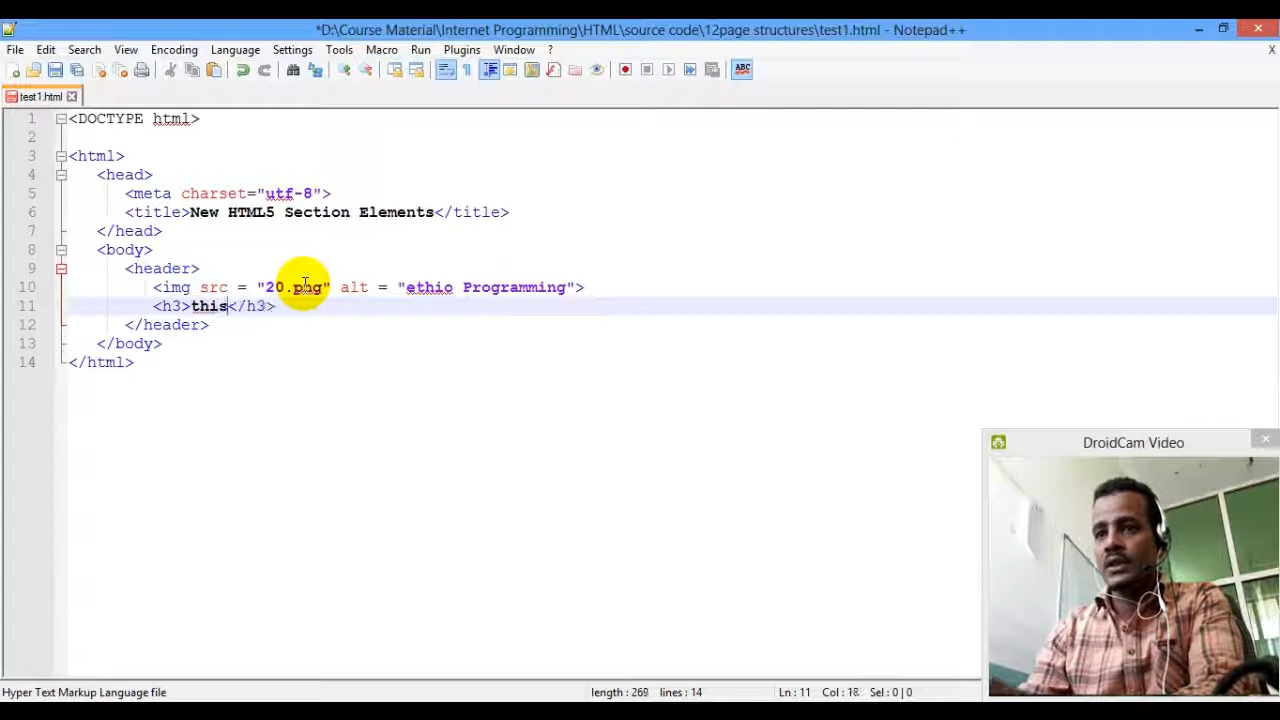 *D:\Course Material\Internet Programming\HTML\source code\12page structures\test1.html - Notepad++
File Edit Search View Encoding Language Settings Tools Macro Run Plugins Window ? X
ABC
test1.html
1 <DOCTYPE html>
2
3 <html>
4 <head>
5 <meta charset="utf-8">
6 <title>New HTML5 Section Elements</title>
7 </head>
8 <body>
9 <header>
10 <img src = "20.png" alt = "ethio Programming">
11 <h3>this</h3>
12 </header>
13 </body>
14 </html>
DroidCam Video
Hyper Text Markup Language file length : 269 lines : 14 Ln : 11 Col : 18 Sel : 0 | 0